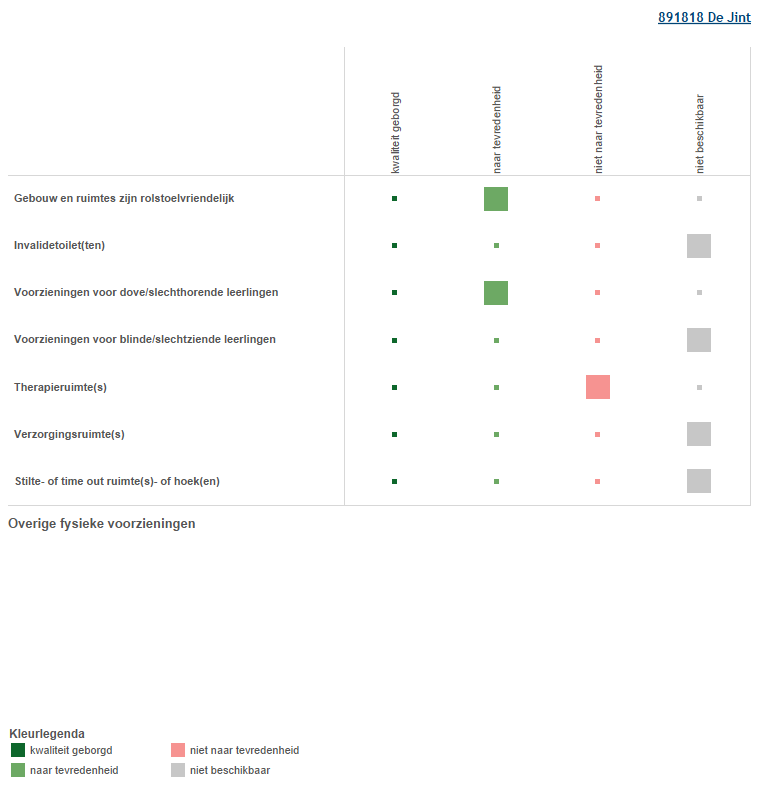 891818 De Jint
kwaliteit geborgd
naar tevredenheid
niet naar tevredenheid
niet beschikbaar
Gebouw en ruimtes zijn rolstoelvriendelijk
Invalidetoilet(ten)
Voorzieningen voor dove/slechthorende leerlingen
Voorzieningen voor blinde/slechtziende leerlingen
Therapieruimte(s)
Verzorgingsruimte(s)
Stilte- of time out ruimte(s)- of hoek(en)
Overige fysieke voorzieningen
Kleurlegenda
kwaliteit geborgd
niet naar tevredenheid
naar tevredenheid
niet beschikbaar